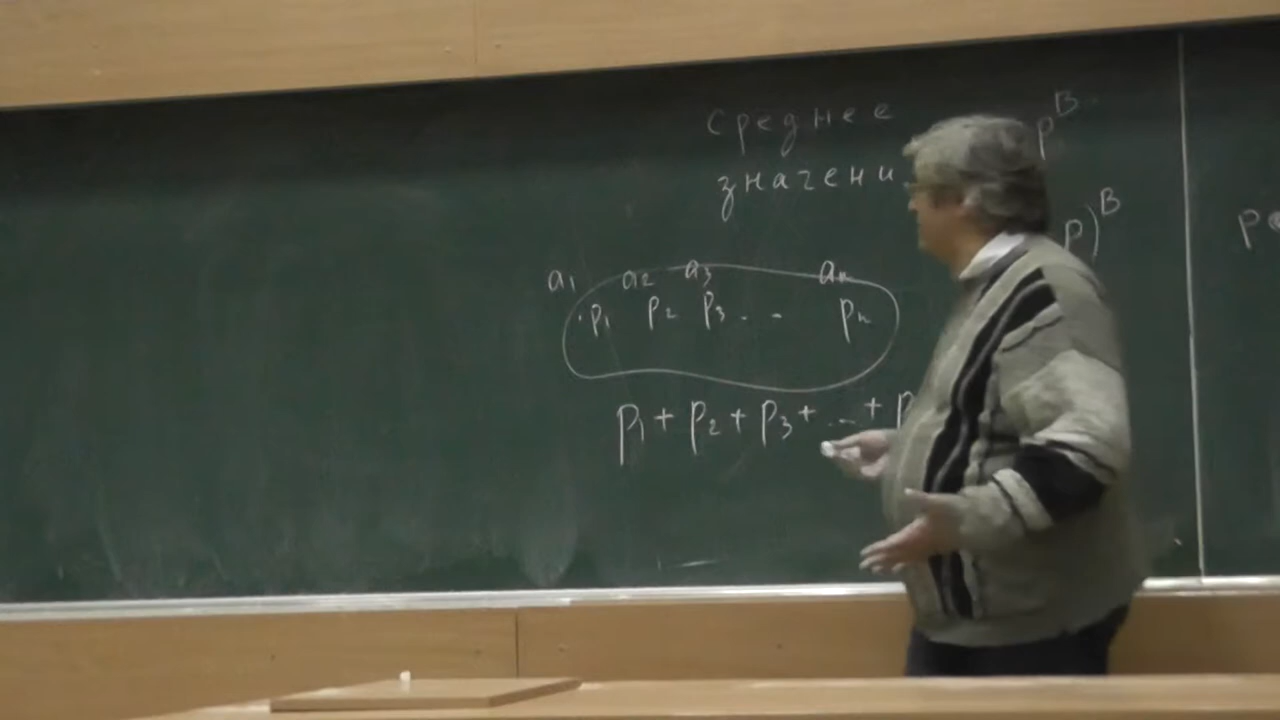 среднее
значени
p^B
p)^B
a₁ a₂ a₃ aₙ
p₁ p₂ p₃ . . pₙ
p₁ + p₂ + p₃ + ... + p